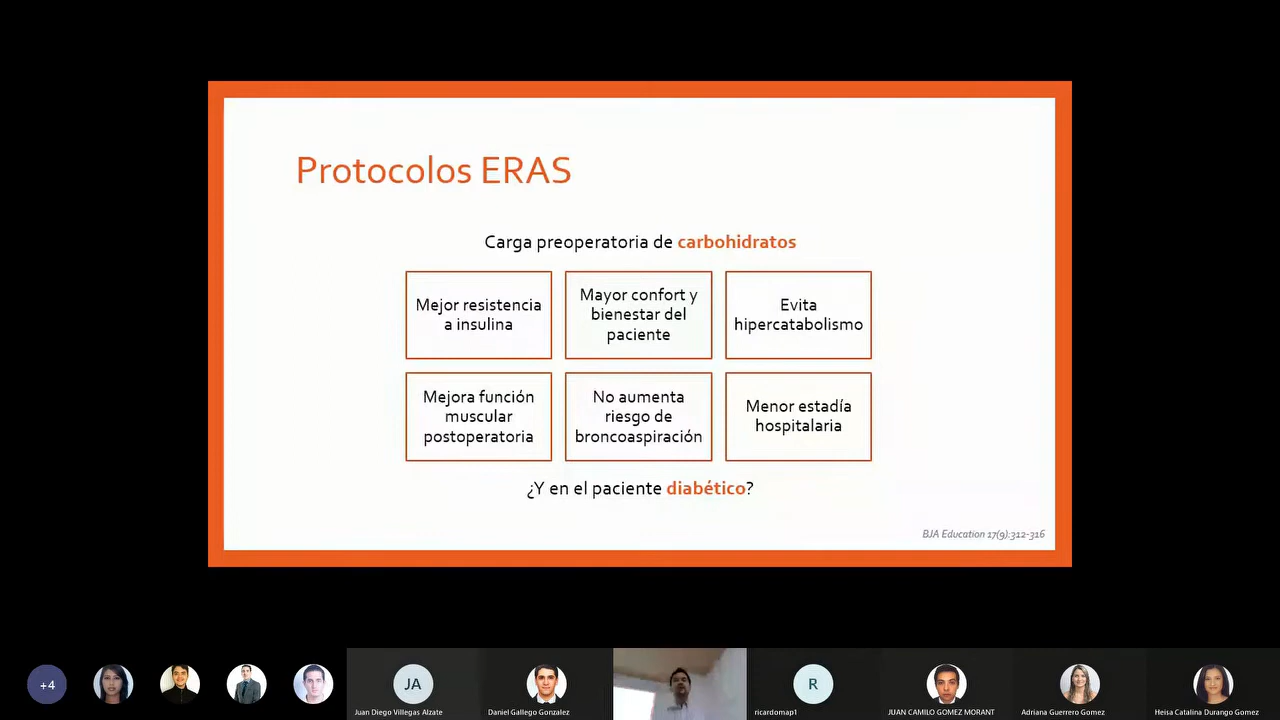 Protocolos ERAS
Carga preoperatoria de carbohidratos
Mejor resistencia
a insulina
Mayor confort y
bienestar del
paciente
Evita
hipercatabolismo
Mejora función
muscular
postoperatoria
No aumenta
riesgo de
broncoaspiración
Menor estadía
hospitalaria
¿Y en el paciente diabético?
BJA Education 17(9):312-316
+4
JA
Juan Diego Villegas Alzate
Daniel Gallego Gonzalez
R
ricardomap1
JUAN CAMILO GOMEZ MORANT
Adriana Guerrero Gomez
Heisa Catalina Durango Gomez